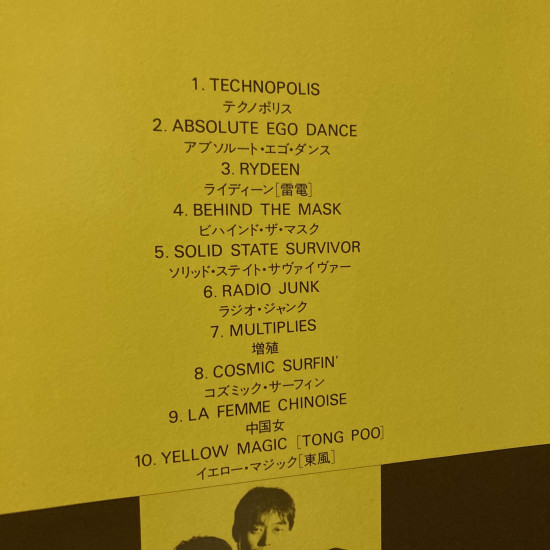 1. TECHNOPOLIS
テクノポリス
2. ABSOLUTE EGO DANCE
アブソルート・エゴ・ダンス
3. RYDEEN
ライディーン[雷電]
4. BEHIND THE MASK
ビハインド・ザ・マスク
5. SOLID STATE SURVIVOR
ソリッド・ステイト・サヴァイヴァー
6. RADIO JUNK
ラジオ・ジャンク
7. MULTIPLIES
増殖
8. COSMIC SURFIN'
コズミック・サーフィン
9. LA FEMME CHINOISE
中国女
10. YELLOW MAGIC [TONG POO]
イエロー・マジック[東風]